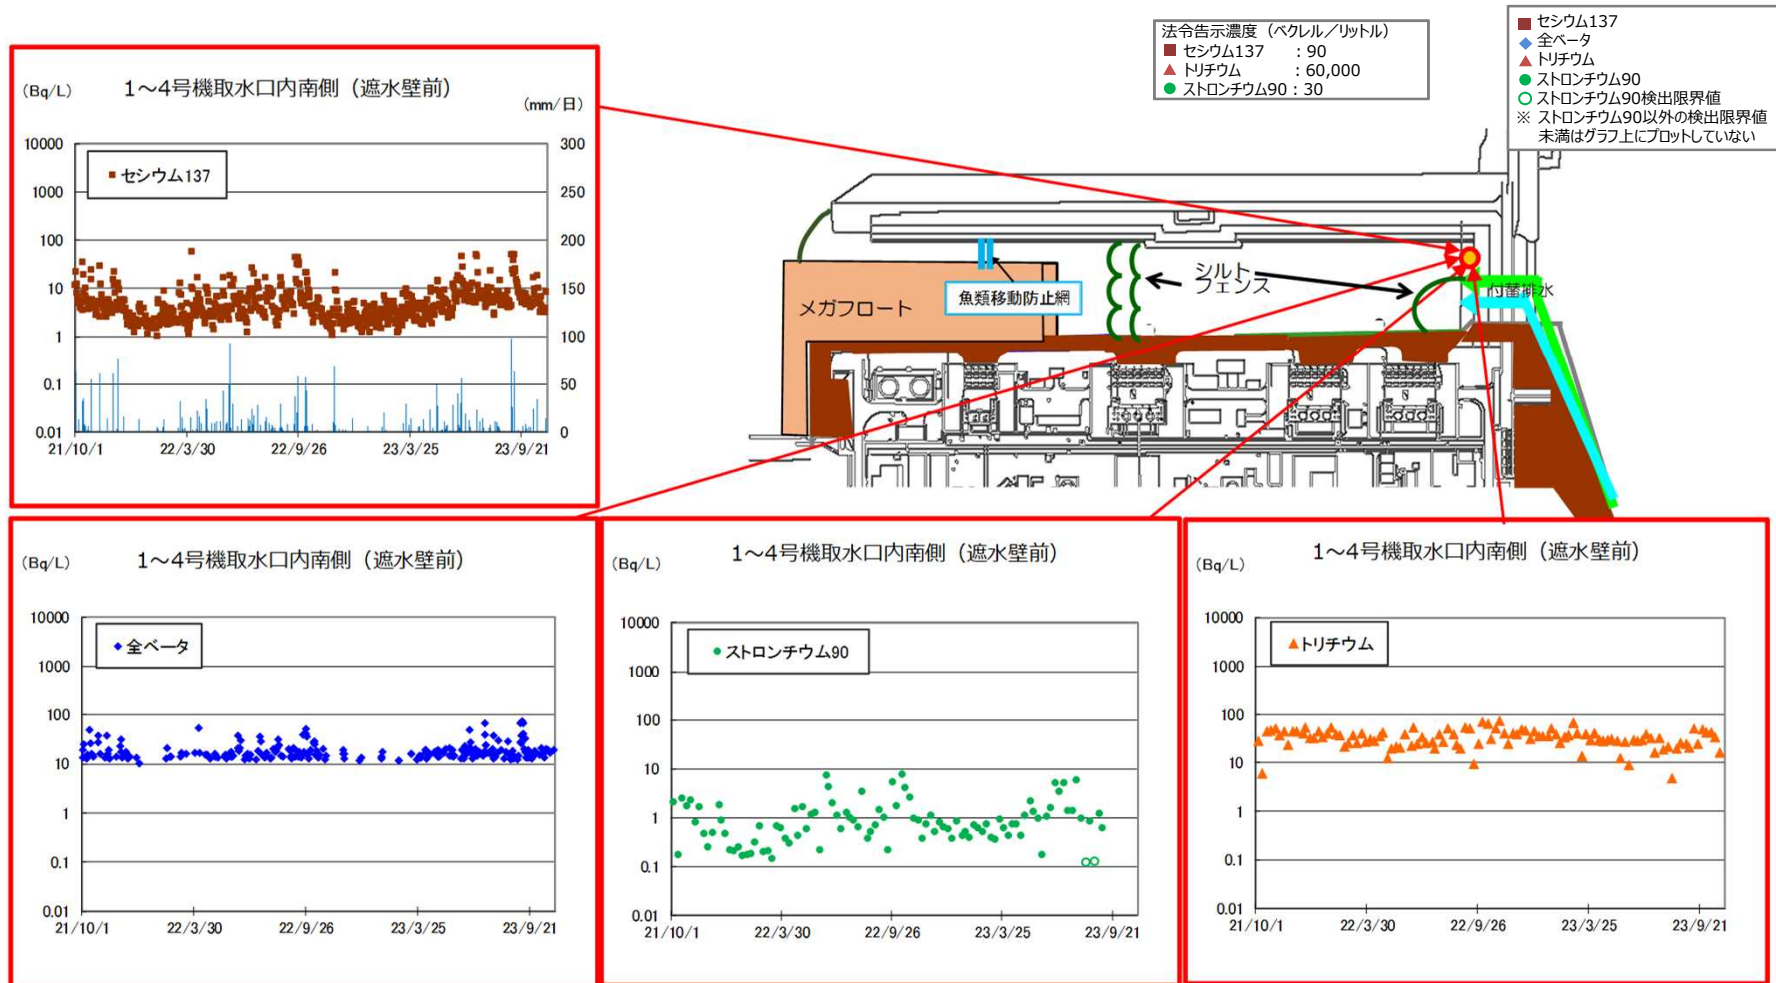 法令告示濃度（ベクレル／リットル）
■ セシウム137 ：90
▲ トリチウム ：60,000
● ストロンチウム90：30
■ セシウム137
◆ 全ベータ
▲ トリチウム
● ストロンチウム90
○ ストロンチウム90検出限界値
※ ストロンチウム90以外の検出限界値
未満はグラフ上にプロットしていない
1～4号機取水口内南側（遮水壁前）
（Bq/L）
（mm/日）
10000
1000
100
10
1
0.1
0.01
300
250
200
150
100
50
0
■ セシウム137
21/10/1 22/3/30 22/9/26 23/3/25 23/9/21
メガフロート
魚類移動防止網
シルト
フェンス
付替排水
1～4号機取水口内南側（遮水壁前）
（Bq/L）
10000
1000
100
10
1
0.1
0.01
◆ 全ベータ
21/10/1 22/3/30 22/9/26 23/3/25 23/9/21
1～4号機取水口内南側（遮水壁前）
（Bq/L）
10000
1000
100
10
1
0.1
0.01
● ストロンチウム90
21/10/1 22/3/30 22/9/26 23/3/25 23/9/21
1～4号機取水口内南側（遮水壁前）
（Bq/L）
10000
1000
100
10
1
0.1
0.01
▲ トリチウム
21/10/1 22/3/30 22/9/26 23/3/25 23/9/21